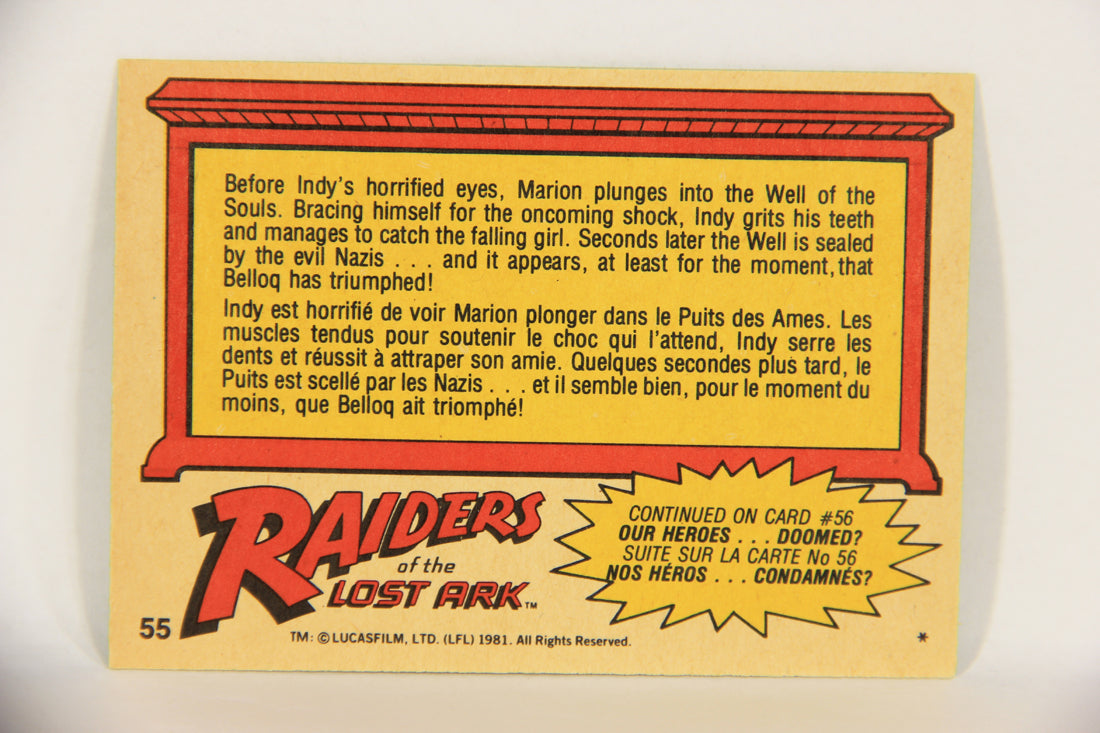 Before Indy's horrified eyes, Marion plunges into the Well of the
Souls. Bracing himself for the oncoming shock, Indy grits his teeth
and manages to catch the falling girl. Seconds later the Well is sealed
by the evil Nazis . . . and it appears, at least for the moment, that
Belloq has triumphed!
Indy est horrifié de voir Marion plonger dans le Puits des Ames. Les
muscles tendus pour soutenir le choc qui l'attend, Indy serre les
dents et réussit à attraper son amie. Quelques secondes plus tard, le
Puits est scellé par les Nazis . . . et il semble bien, pour le moment du
moins, que Belloq ait triomphé!
RAIDERS
of the
LOST ARK™
CONTINUED ON CARD #56
OUR HEROES . . . DOOMED?
SUITE SUR LA CARTE No 56
NOS HÉROS . . . CONDAMNÉS?
55
TM: © LUCASFILM, LTD. (LFL) 1981. All Rights Reserved.
*